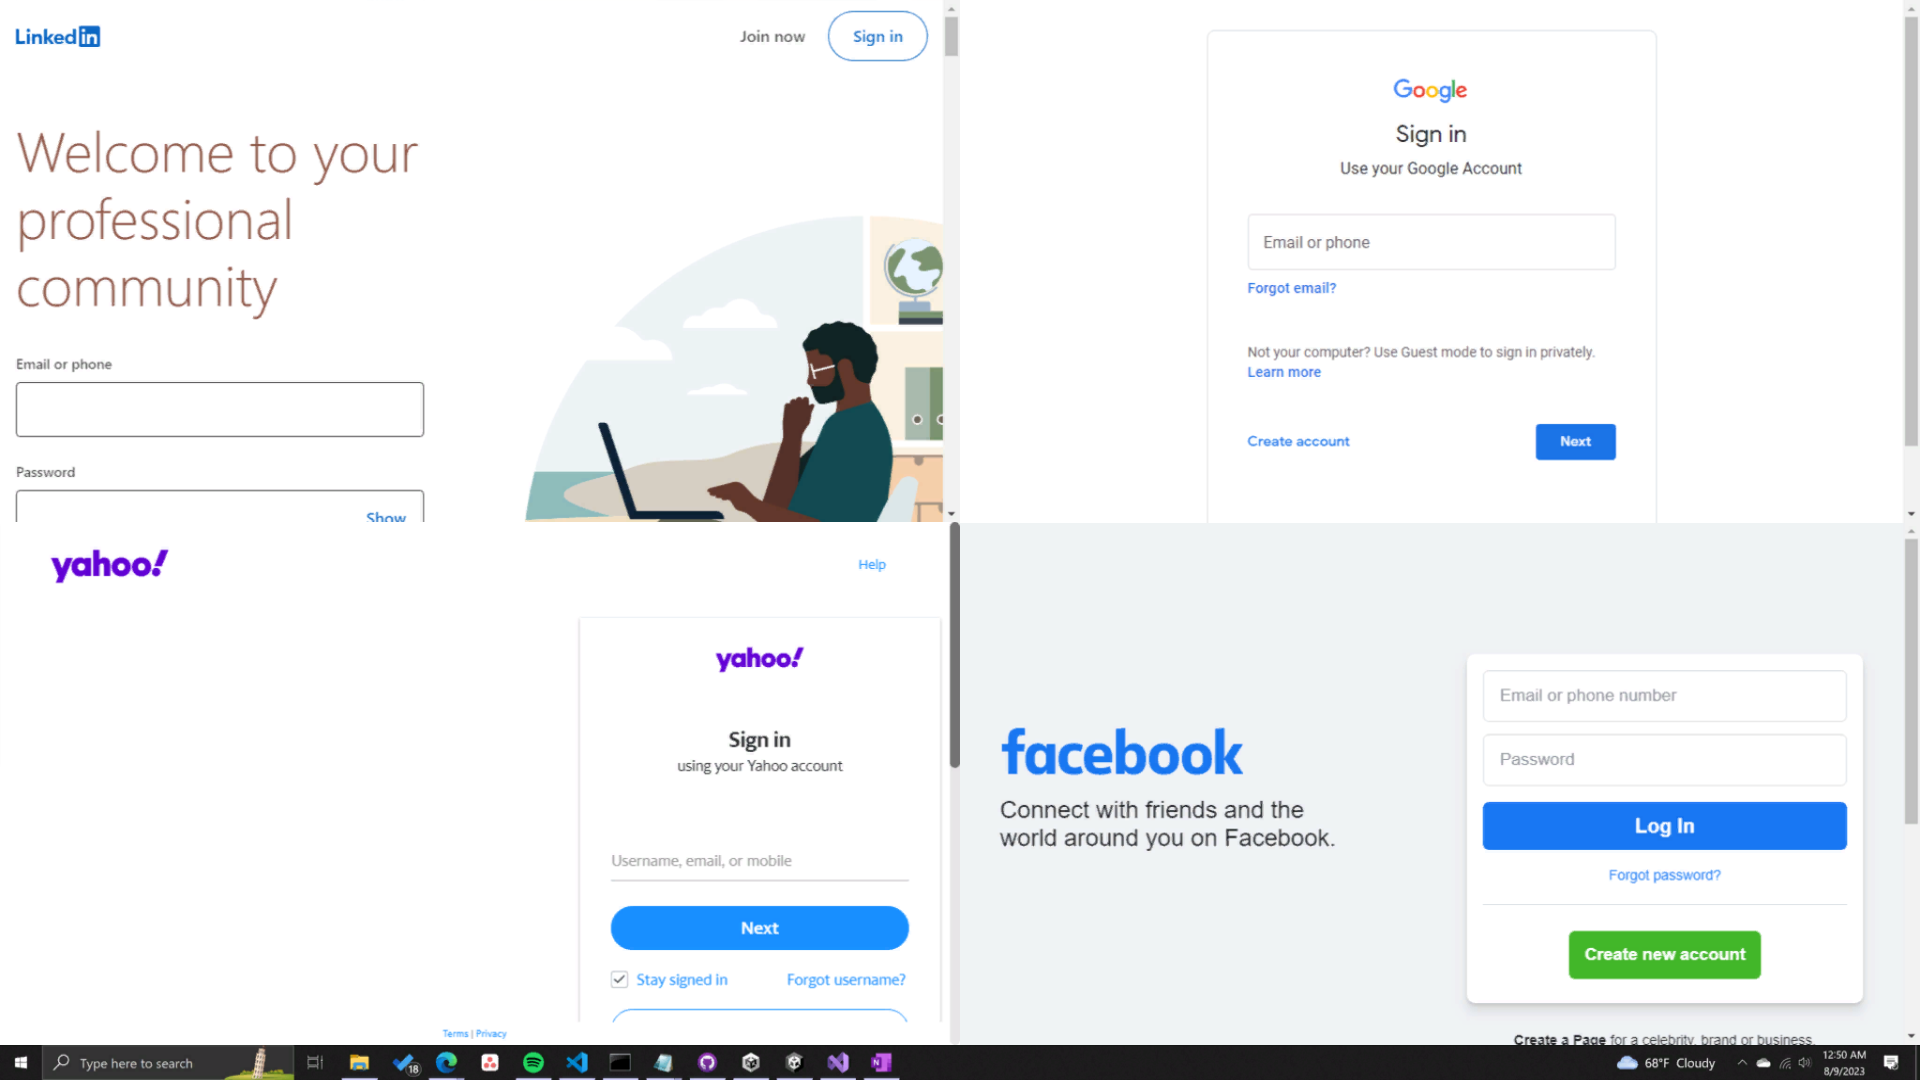 LinkedIn
Join now
Sign in
Welcome to your
professional
community
Email or phone
Password
Show
Google
Sign in
Use your Google Account
Email or phone
Forgot email?
Not your computer? Use Guest mode to sign in privately.
Learn more
Create account
Next
yahoo!
Help
yahoo!
Sign in
using your Yahoo account
Username, email, or mobile
Next
Stay signed in
Forgot username?
Terms | Privacy
facebook
Connect with friends and the
world around you on Facebook.
Email or phone number
Password
Log In
Forgot password?
Create new account
Create a Page for a celebrity, brand or business.
Type here to search
18
68°F Cloudy
12:50 AM
8/9/2023